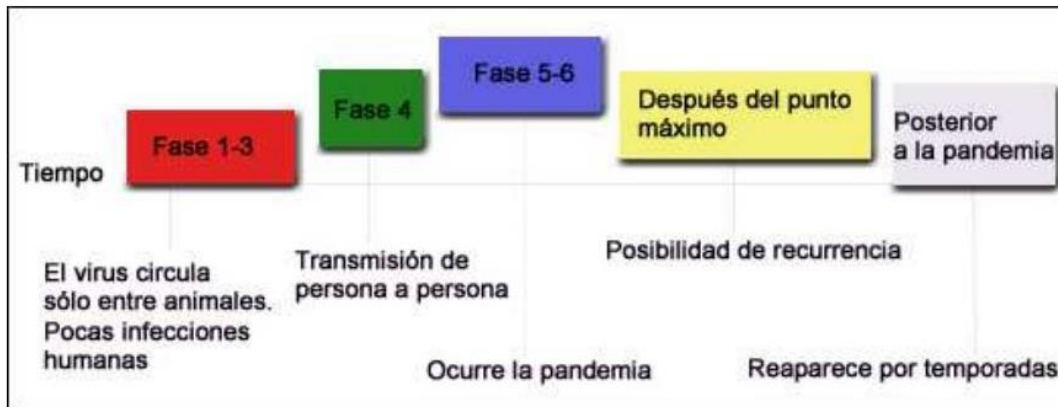 Fase 1-3
Fase 4
Fase 5-6
Después del punto
máximo
Posterior
a la pandemia
Tiempo
El virus circula
sólo entre animales.
Pocas infecciones
humanas
Transmisión de
persona a persona
Ocurre la pandemia
Posibilidad de recurrencia
Reaparece por temporadas